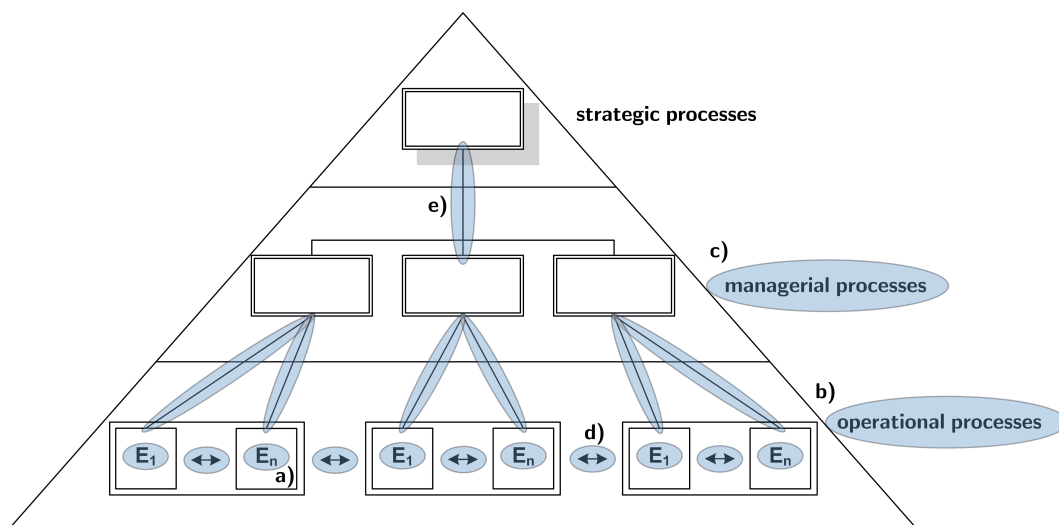 strategic processes
e)
c)
managerial processes
b)
operational processes
d)
E1 En E1 En E1 En
a)